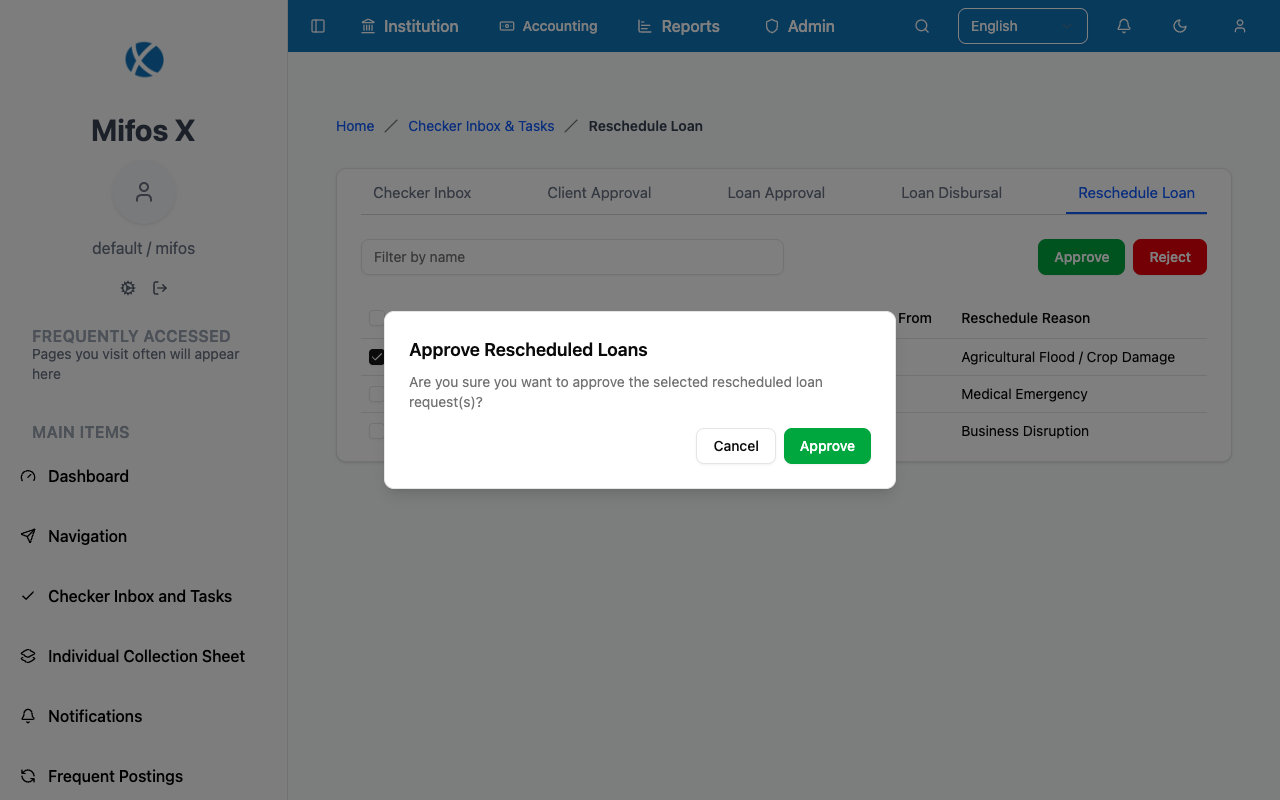 Mifos X
default / mifos
FREQUENTLY ACCESSED
Pages you visit often will appear
here
MAIN ITEMS
Dashboard
Navigation
Checker Inbox and Tasks
Individual Collection Sheet
Notifications
Frequent Postings
Institution
Accounting
Reports
Admin
English
Home / Checker Inbox & Tasks / Reschedule Loan
Checker Inbox
Client Approval
Loan Approval
Loan Disbursal
Reschedule Loan
Filter by name
Approve
Reject
From
Reschedule Reason
Agricultural Flood / Crop Damage
Medical Emergency
Business Disruption
Approve Rescheduled Loans
Are you sure you want to approve the selected rescheduled loan
request(s)?
Cancel
Approve